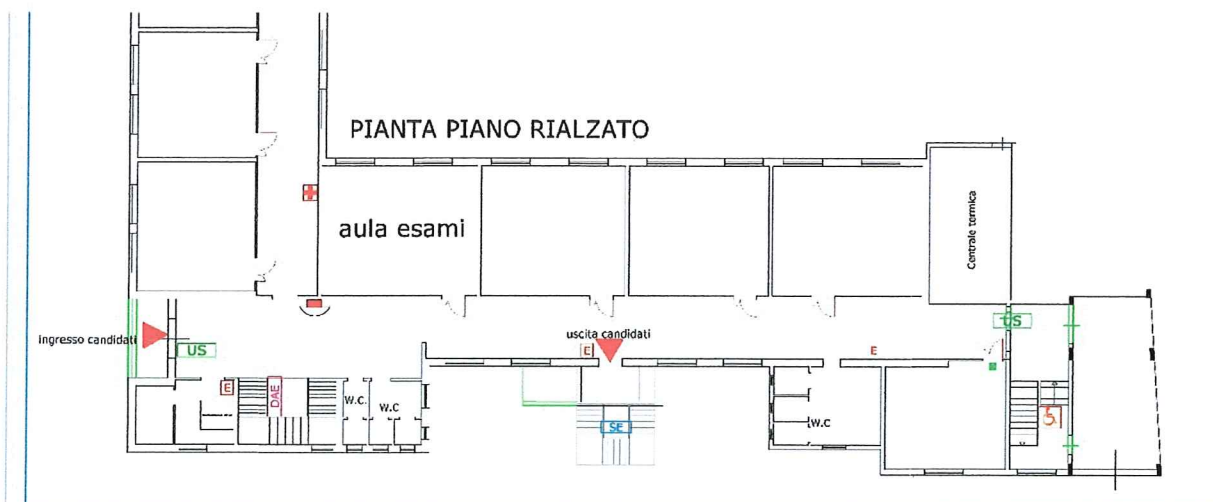 PIANTA PIANO RIALZATO
aula esami
Centrale termica
ingresso candidati
US
uscita candidati
E
E
US
E
DAE
W.C.
W.C
SE
W.C